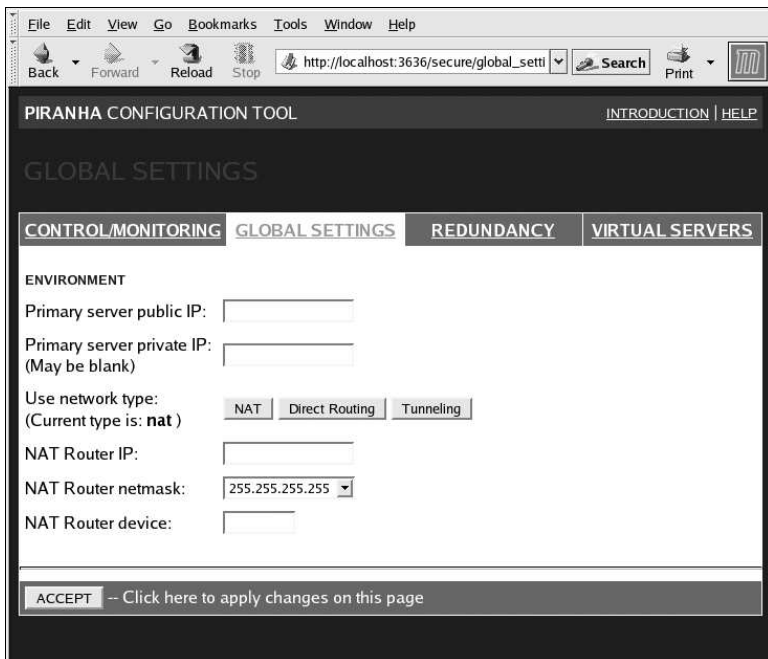 File Edit View Go Bookmarks Tools Window Help
Back Forward Reload Stop http://localhost:3636/secure/global_setti Search Print
PIRANHA CONFIGURATION TOOL INTRODUCTION | HELP
GLOBAL SETTINGS
CONTROL/MONITORING GLOBAL SETTINGS REDUNDANCY VIRTUAL SERVERS
ENVIRONMENT
Primary server public IP:
Primary server private IP:
(May be blank)
Use network type:
(Current type is: nat )
NAT Direct Routing Tunneling
NAT Router IP:
NAT Router netmask: 255.255.255.255
NAT Router device:
ACCEPT -- Click here to apply changes on this page